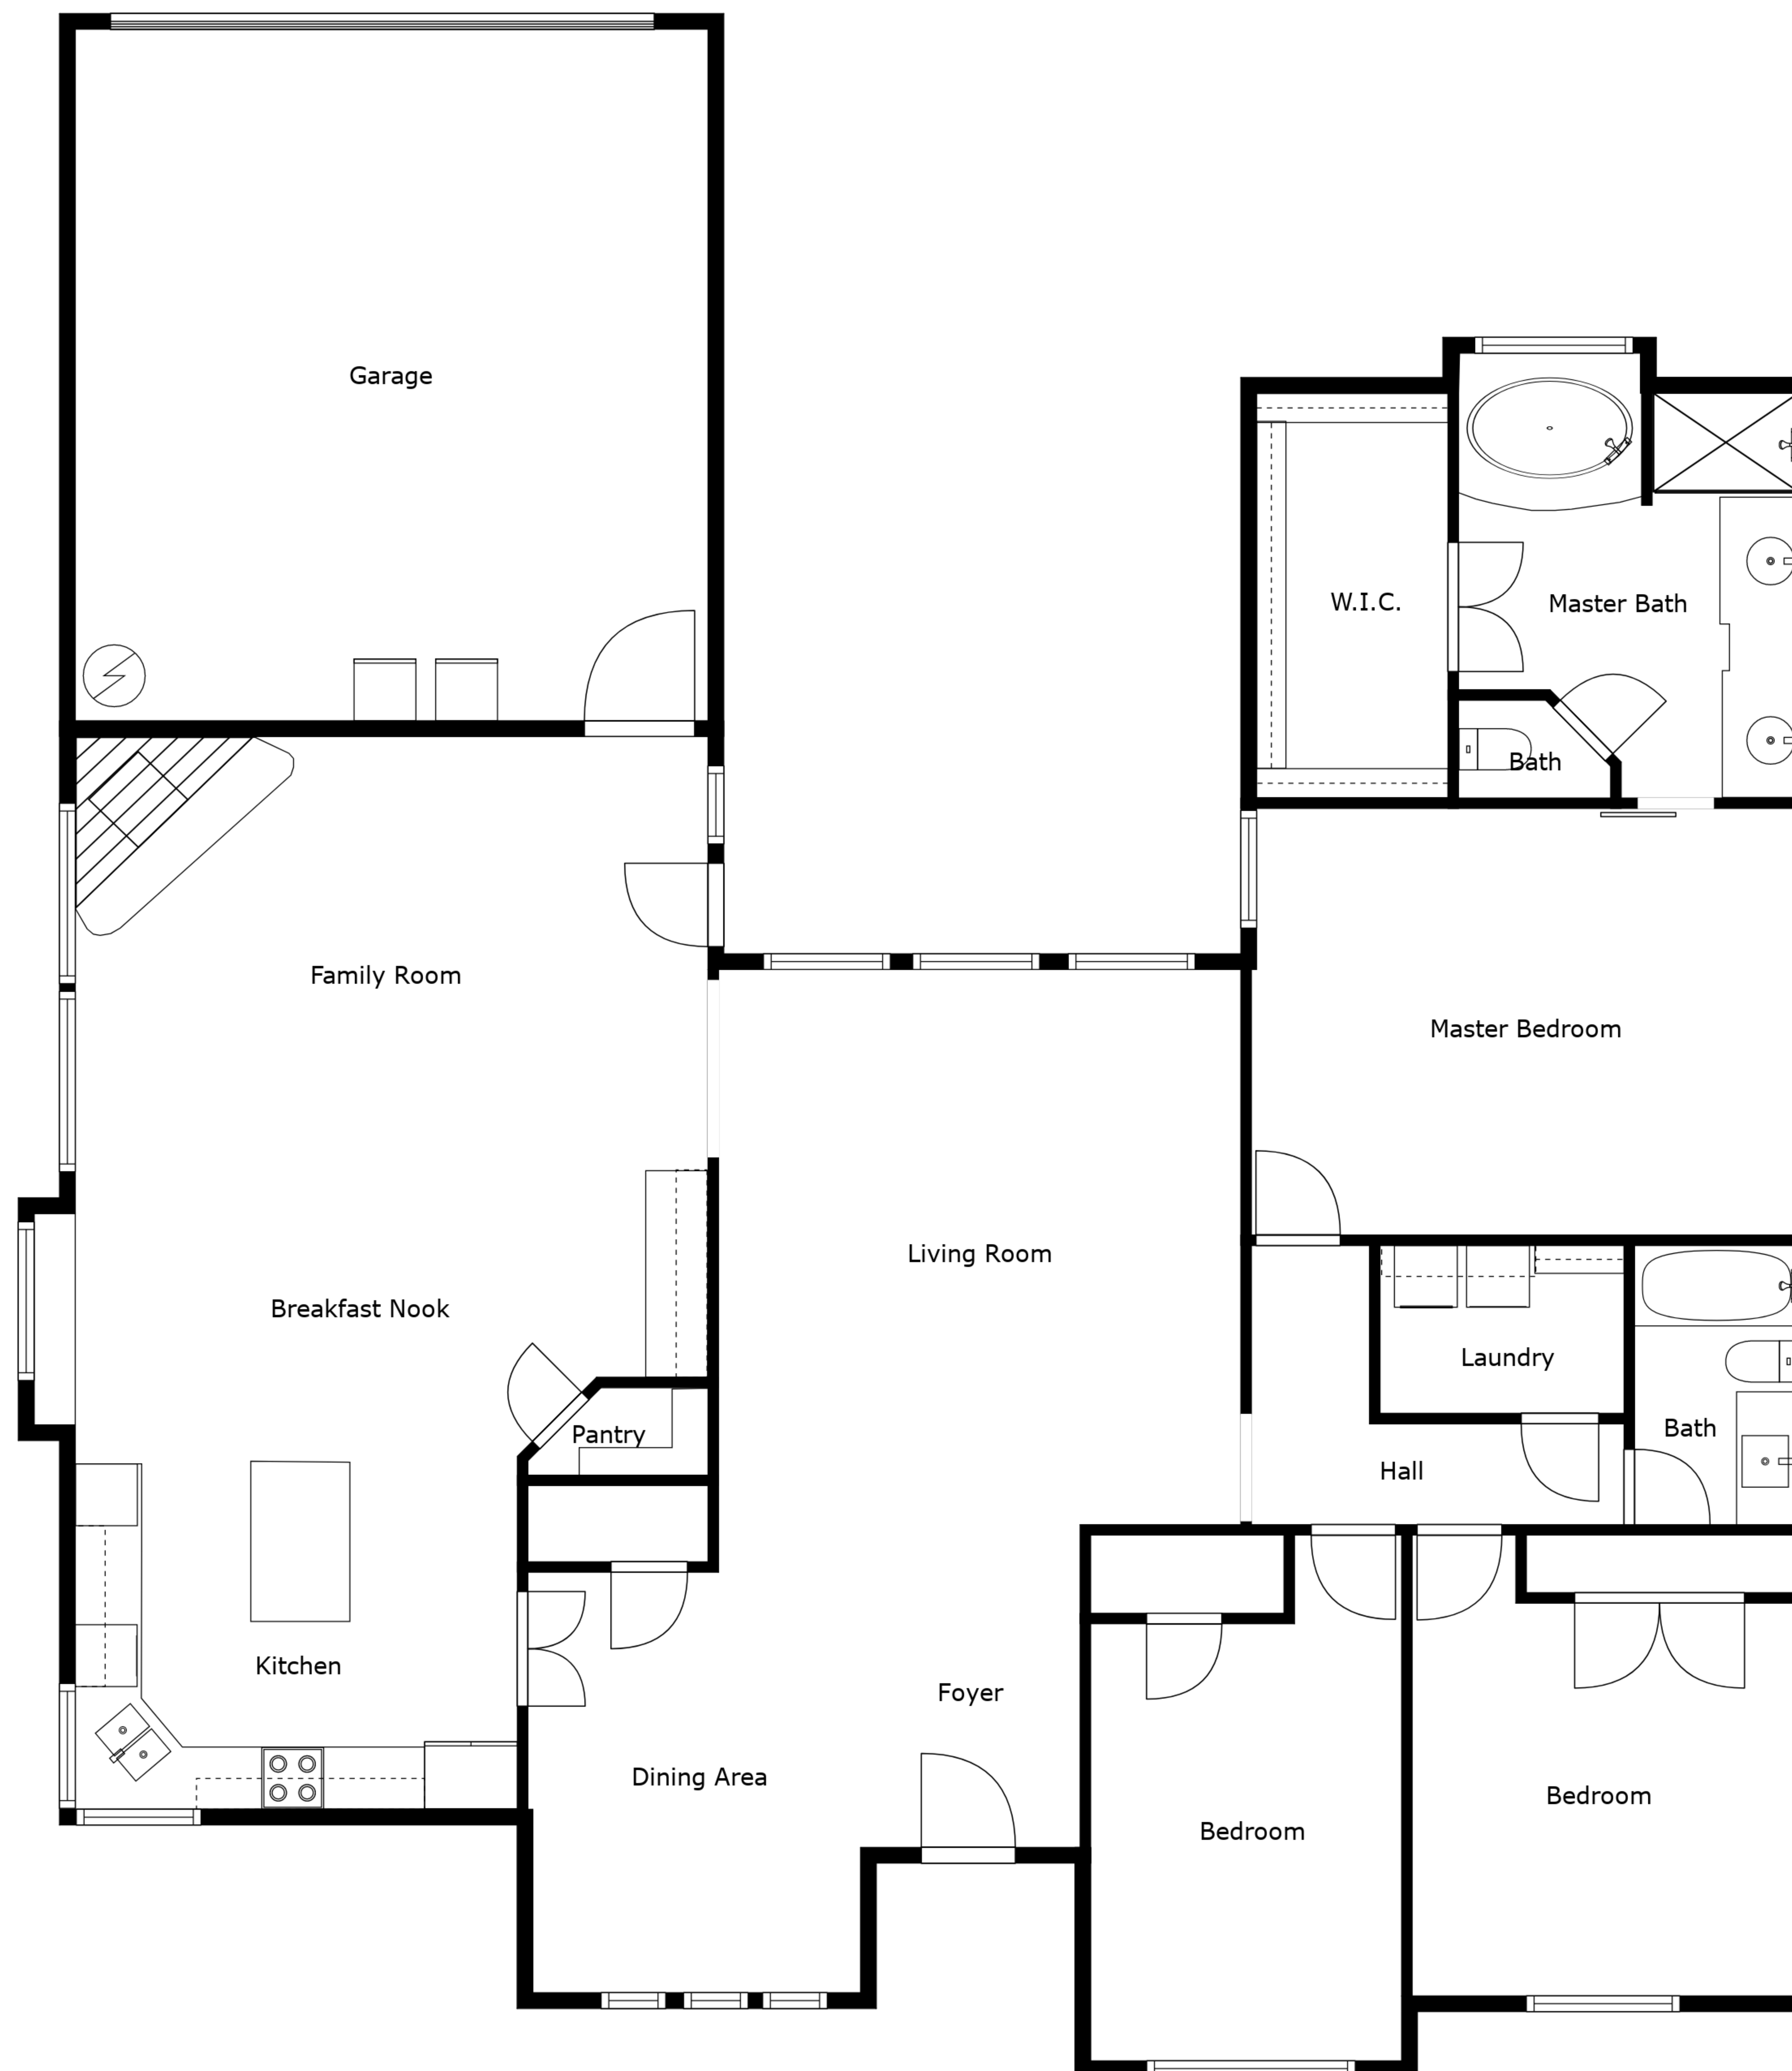 Garage
W.I.C.
Master Bath
Bath
Family Room
Master Bedroom
Living Room
Breakfast Nook
Laundry
Bath
Pantry
Hall
Kitchen
Foyer
Dining Area
Bedroom
Bedroom